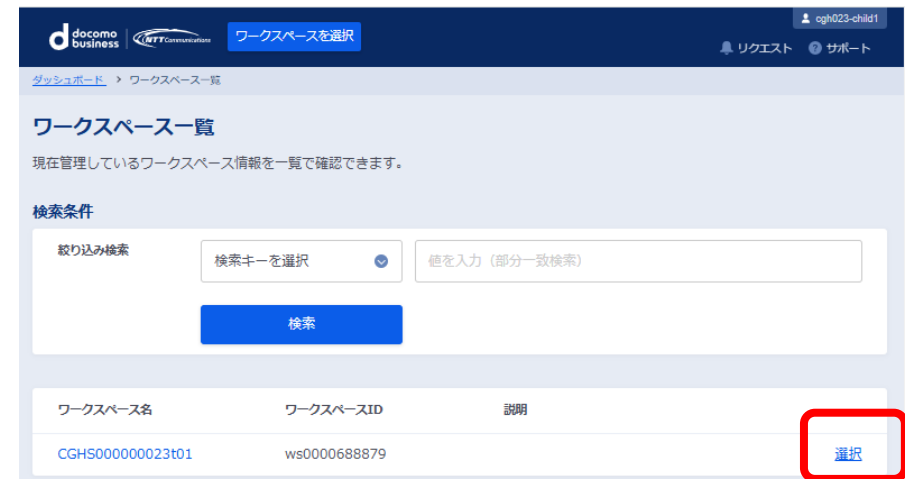 cgh023-child1
docomo business
NTT Communications
ワークスペースを選択
リクエスト
サポート
ダッシュボード > ワークスペース一覧
ワークスペース一覧
現在管理しているワークスペース情報を一覧で確認できます。
検索条件
絞り込み検索
検索キーを選択
値を入力（部分一致検索）
検索
ワークスペース名 ワークスペースID 説明
CGHS000000023t01 ws0000688879 選択